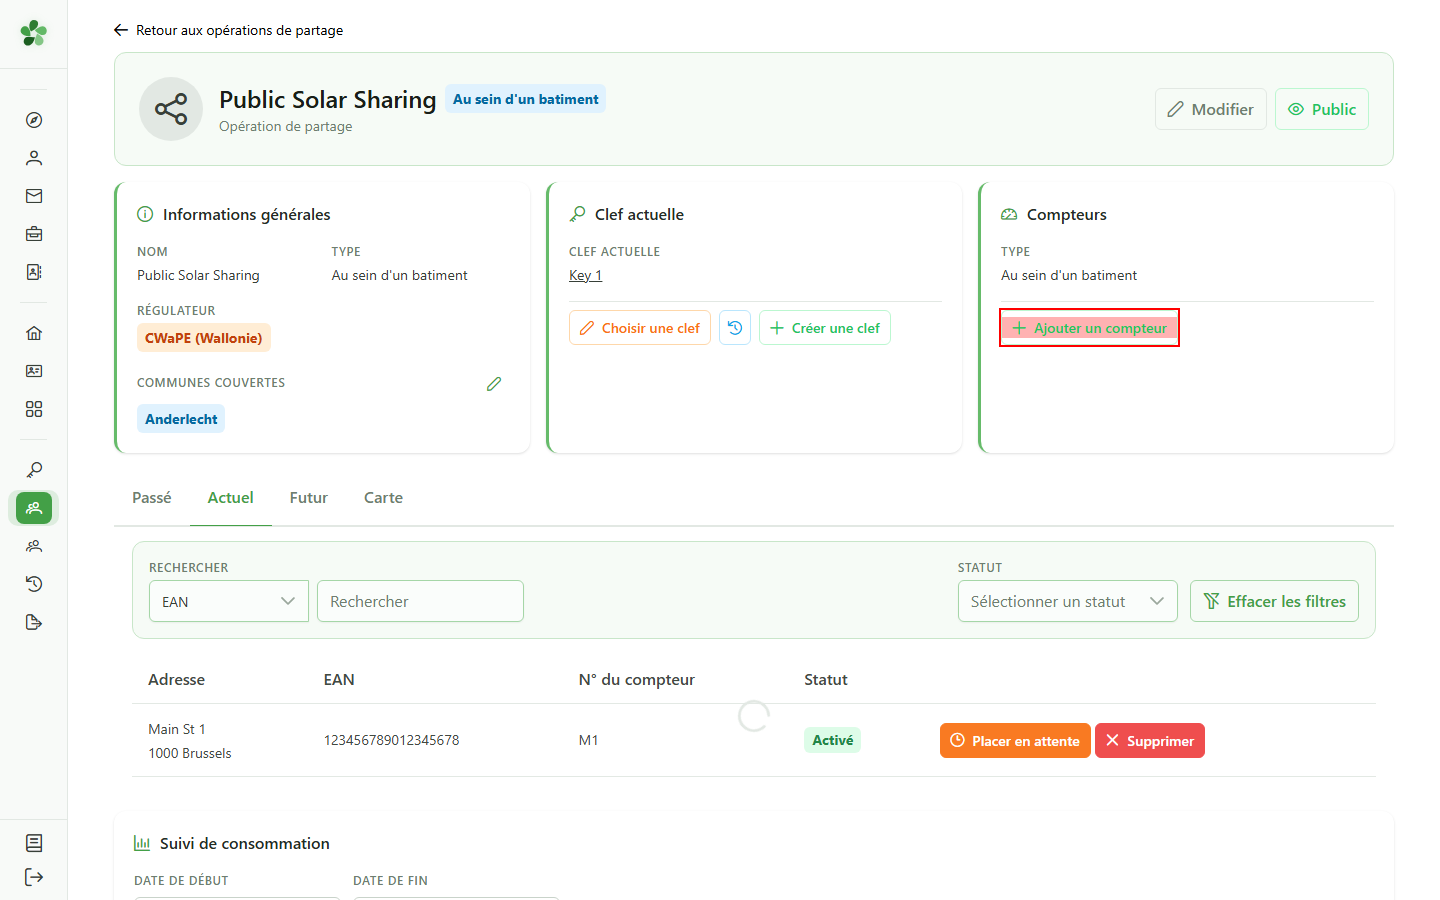 Retour aux opérations de partage
Public Solar Sharing
Au sein d'un batiment
Opération de partage
Modifier
Public
Informations générales
NOM
TYPE
Public Solar Sharing
Au sein d'un batiment
RÉGULATEUR
CWaPE (Wallonie)
COMMUNES COUVERTES
Anderlecht
Clef actuelle
CLEF ACTUELLE
Key 1
Choisir une clef
Créer une clef
Compteurs
TYPE
Au sein d'un batiment
Ajouter un compteur
Passé
Actuel
Futur
Carte
RECHERCHER
EAN
Rechercher
STATUT
Sélectionner un statut
Effacer les filtres
Adresse
EAN
N° du compteur
Statut
Main St 1
1000 Brussels
123456789012345678
M1
Activé
Placer en attente
Supprimer
Suivi de consommation
DATE DE DÉBUT
DATE DE FIN